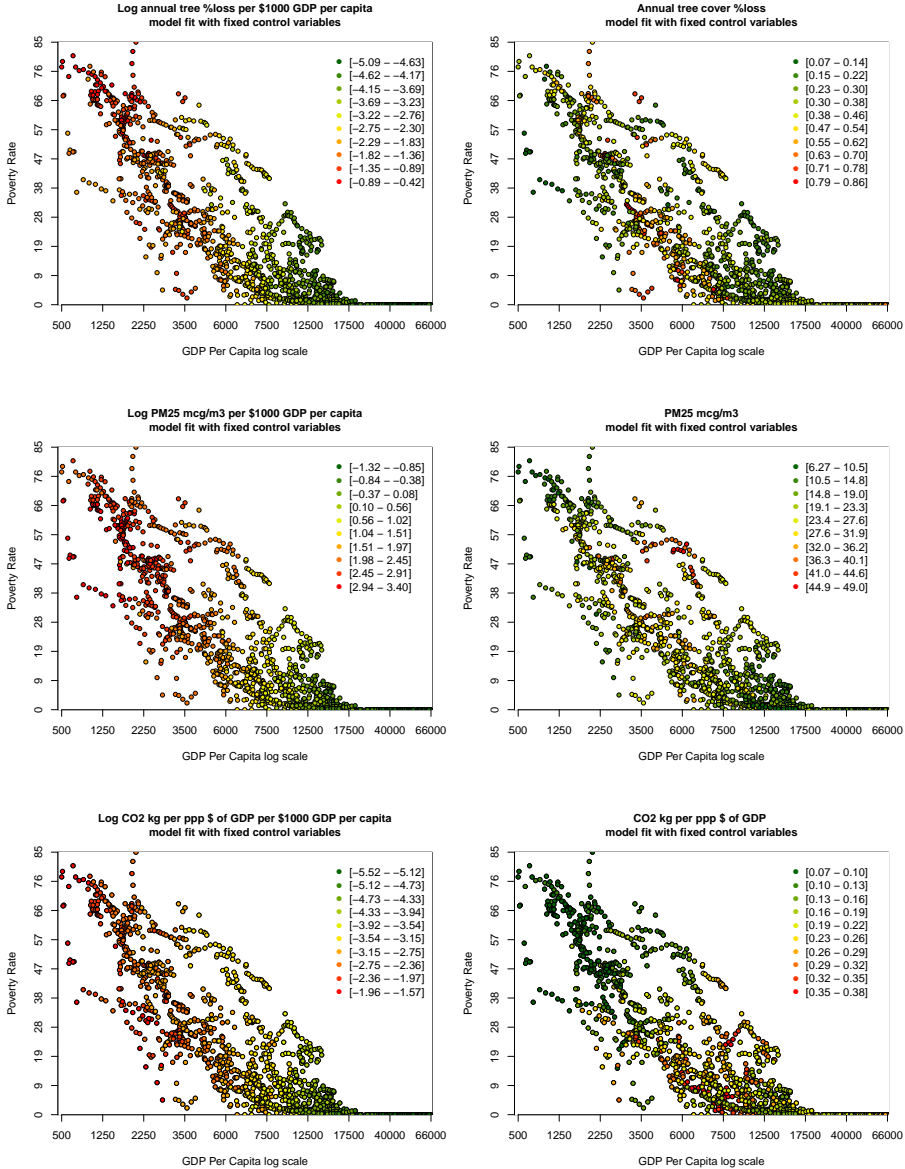 Log annual tree %loss per $1000 GDP per capita
model fit with fixed control variables
Poverty Rate
85
76
66
57
47
38
28
19
9
0
[−5.09 − −4.63]
[−4.62 − −4.17]
[−4.15 − −3.69]
[−3.69 − −3.23]
[−3.22 − −2.76]
[−2.75 − −2.30]
[−2.29 − −1.83]
[−1.82 − −1.36]
[−1.35 − −0.89]
[−0.89 − −0.42]
500 1250 2250 3500 6000 7500 12500 17500 40000 66000
GDP Per Capita log scale
Annual tree cover %loss
model fit with fixed control variables
Poverty Rate
85
76
66
57
47
38
28
19
9
0
[0.07 − 0.14]
[0.15 − 0.22]
[0.23 − 0.30]
[0.30 − 0.38]
[0.38 − 0.46]
[0.47 − 0.54]
[0.55 − 0.62]
[0.63 − 0.70]
[0.71 − 0.78]
[0.79 − 0.86]
500 1250 2250 3500 6000 7500 12500 17500 40000 66000
GDP Per Capita log scale
Log PM25 mcg/m3 per $1000 GDP per capita
model fit with fixed control variables
Poverty Rate
85
76
66
57
47
38
28
19
9
0
[−1.32 − −0.85]
[−0.84 − −0.38]
[−0.37 − 0.08]
[0.10 − 0.56]
[0.56 − 1.02]
[1.04 − 1.51]
[1.51 − 1.97]
[1.98 − 2.45]
[2.45 − 2.91]
[2.94 − 3.40]
500 1250 2250 3500 6000 7500 12500 17500 40000 66000
GDP Per Capita log scale
PM25 mcg/m3
model fit with fixed control variables
Poverty Rate
85
76
66
57
47
38
28
19
9
0
[6.27 − 10.5]
[10.5 − 14.8]
[14.8 − 19.0]
[19.1 − 23.3]
[23.4 − 27.6]
[27.6 − 31.9]
[32.0 − 36.2]
[36.3 − 40.1]
[41.0 − 44.6]
[44.9 − 49.0]
500 1250 2250 3500 6000 7500 12500 17500 40000 66000
GDP Per Capita log scale
Log CO2 kg per ppp $ of GDP per $1000 GDP per capita
model fit with fixed control variables
Poverty Rate
85
76
66
57
47
38
28
19
9
0
[−5.52 − −5.12]
[−5.12 − −4.73]
[−4.73 − −4.33]
[−4.33 − −3.94]
[−3.92 − −3.54]
[−3.54 − −3.15]
[−3.15 − −2.75]
[−2.75 − −2.36]
[−2.36 − −1.97]
[−1.96 − −1.57]
500 1250 2250 3500 6000 7500 12500 17500 40000 66000
GDP Per Capita log scale
CO2 kg per ppp $ of GDP
model fit with fixed control variables
Poverty Rate
85
76
66
57
47
38
28
19
9
0
[0.07 − 0.10]
[0.10 − 0.13]
[0.13 − 0.16]
[0.16 − 0.19]
[0.19 − 0.22]
[0.23 − 0.26]
[0.26 − 0.29]
[0.29 − 0.32]
[0.32 − 0.35]
[0.35 − 0.38]
500 1250 2250 3500 6000 7500 12500 17500 40000 66000
GDP Per Capita log scale